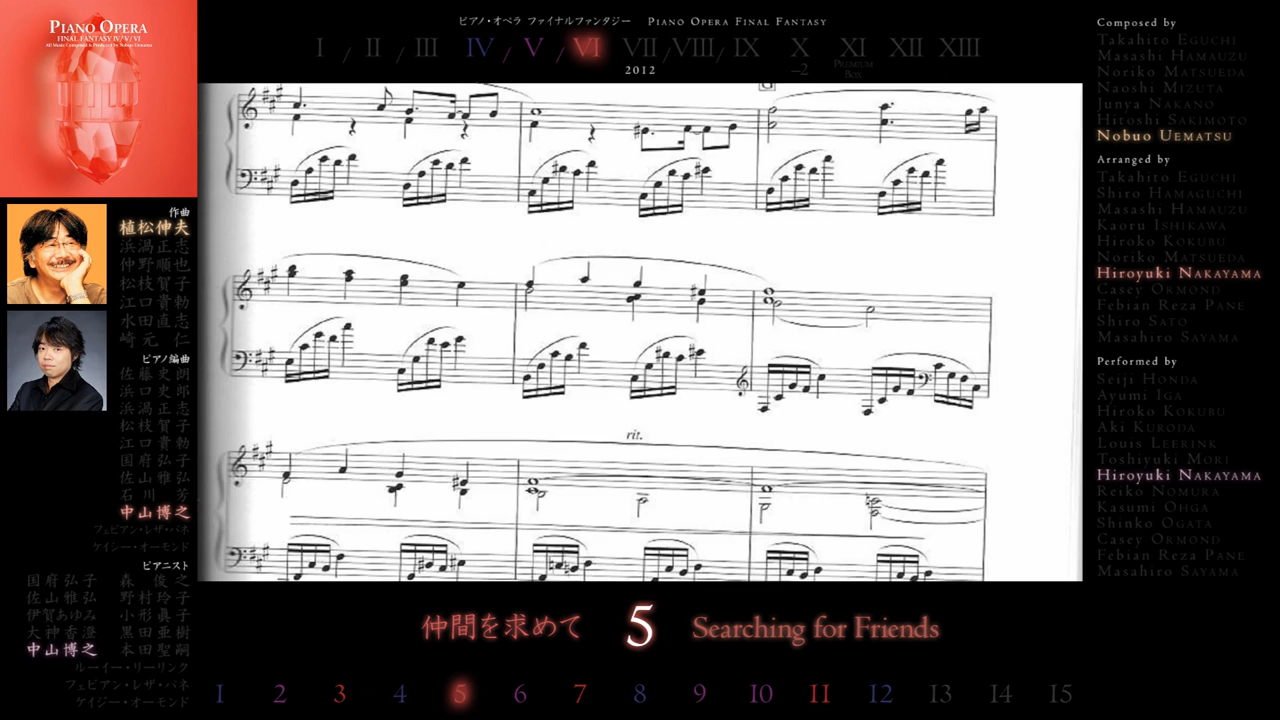 PIANO OPERA
FINAL FANTASY IV/V/VI
All Music Composed & Produced by Nobuo Uematsu
作曲
植松伸夫
浜渦正志
仲野順也
松枝賀子
江口貴勅
水田直志
崎元 仁
ピアノ編曲
佐藤史朗
浜口史郎
浜渦正志
松枝賀子
江口貴勅
国府弘子
佐山雅弘
石川 芳
中山博之
フェビアン・レザ・パネ
ケイシー・オーモンド
ピアニスト
国府弘子 森 俊之
佐山雅弘 野村玲子
伊賀あゆみ 小形真子
大神香澄 黒田亜樹
中山博之 本田聖嗣
ルーイー・リーリンク
フェビアン・レザ・パネ
ケイジー・オーモンド
ピアノ・オペラ ファイナルファンタジー PIANO OPERA FINAL FANTASY
I / II / III IV / V / VI VII / VIII / IX X XI XII XIII
–2 PREMIUM BOX
2012
G
rit.
仲間を求めて 5 Searching for Friends
1 2 3 4 5 6 7 8 9 10 11 12 13 14 15
Composed by
Takahito EGUCHI
Masashi HAMAUZU
Noriko MATSUEDA
Naoshi MIZUTA
Junya NAKANO
Hitoshi SAKIMOTO
Nobuo UEMATSU
Arranged by
Takahito EGUCHI
Shiro HAMAGUCHI
Masashi HAMAUZU
Kaoru ISHIKAWA
Hiroko KOKUBU
Noriko MATSUEDA
Hiroyuki NAKAYAMA
Casey ORMOND
Febian Reza PANE
Shiro SATO
Masahiro SAYAMA
Performed by
Seiji HONDA
Ayumi IGA
Hiroko KOKUBU
Aki KURODA
Louis LEERINK
Toshiyuki MORI
Hiroyuki NAKAYAMA
Reiko NOMURA
Kasumi OHGA
Shinko OGATA
Casey ORMOND
Febian Reza PANE
Masahiro SAYAMA